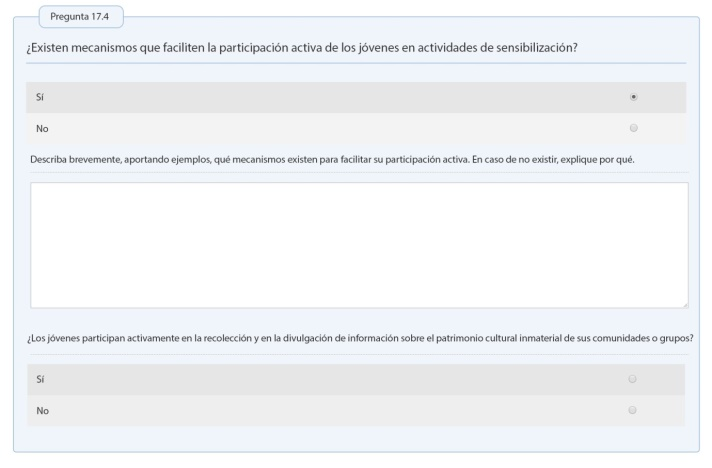 Pregunta 17.4
¿Existen mecanismos que faciliten la participación activa de los jóvenes en actividades de sensibilización?
Sí
No
Describa brevemente, aportando ejemplos, qué mecanismos existen para facilitar su participación activa. En caso de no existir, explique por qué.
¿Los jóvenes participan activamente en la recolección y en la divulgación de información sobre el patrimonio cultural inmaterial de sus comunidades o grupos?
Sí
No